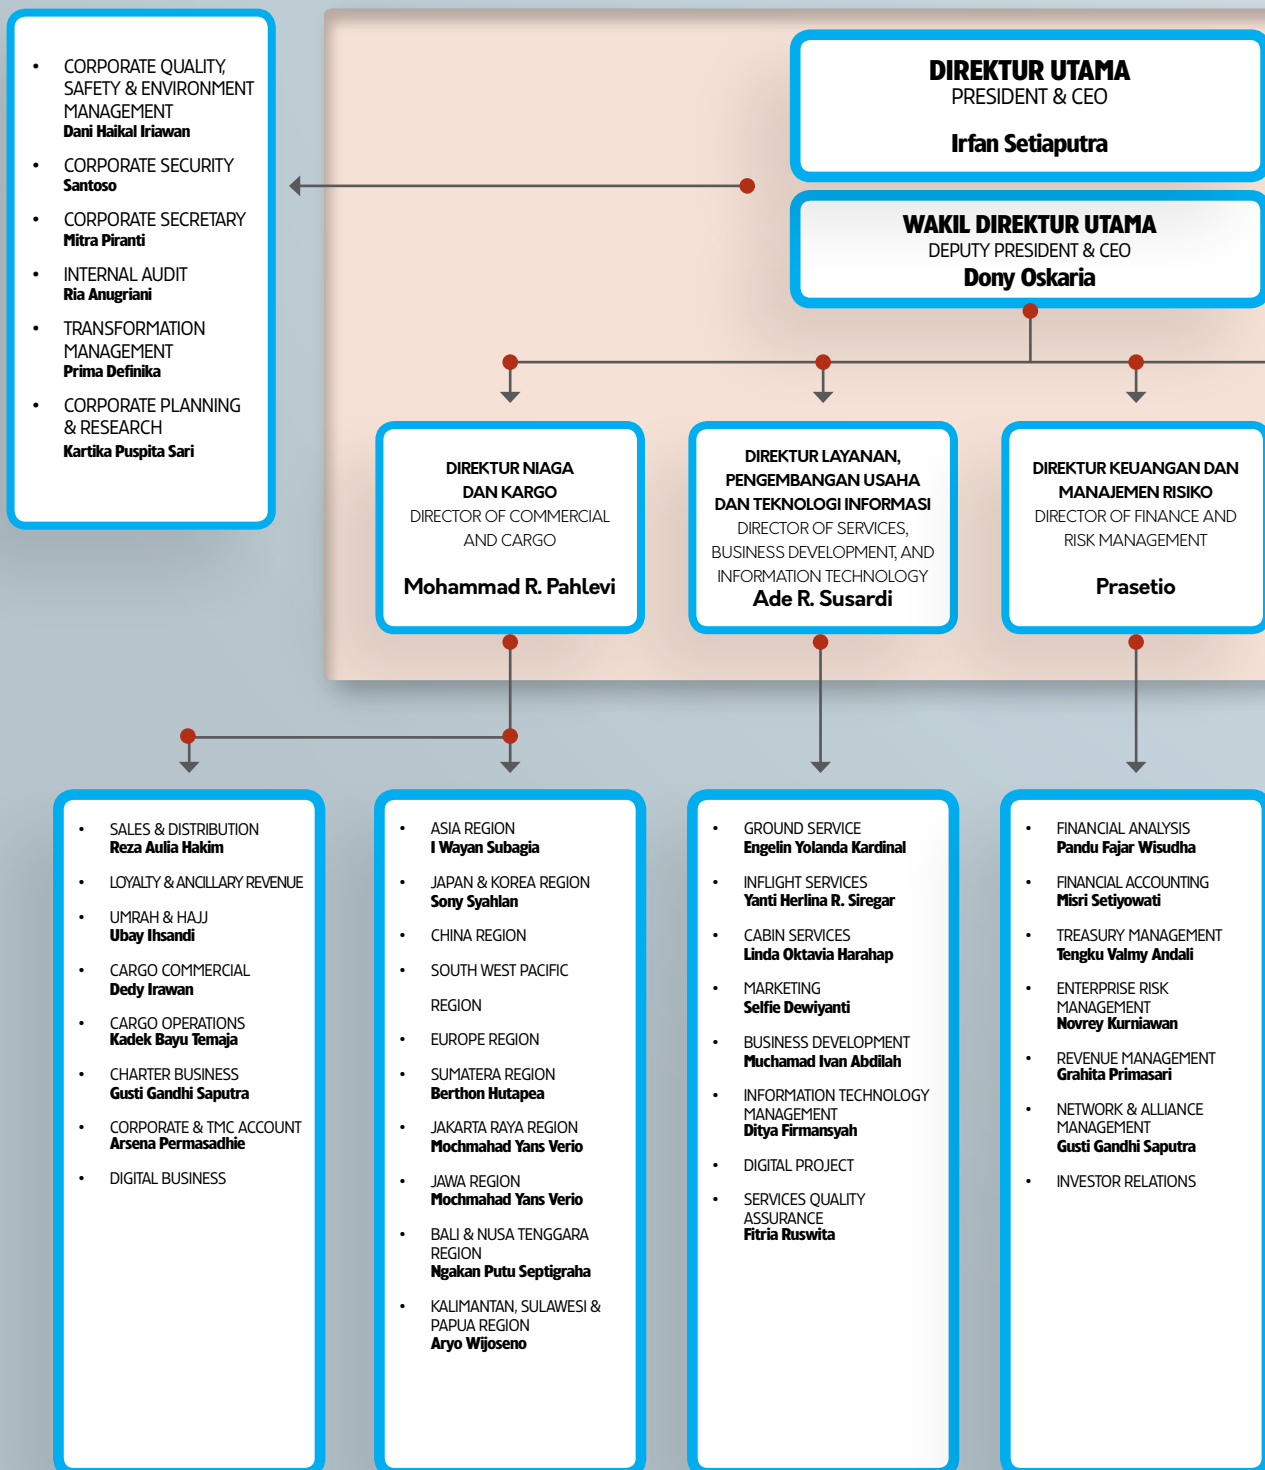 • CORPORATE QUALITY,
SAFETY & ENVIRONMENT
MANAGEMENT
Dani Haikal Iriawan
• CORPORATE SECURITY
Santoso
• CORPORATE SECRETARY
Mitra Piranti
• INTERNAL AUDIT
Ria Anugriani
• TRANSFORMATION
MANAGEMENT
Prima Definika
• CORPORATE PLANNING
& RESEARCH
Kartika Puspita Sari
DIREKTUR UTAMA
PRESIDENT & CEO
Irfan Setiaputra
WAKIL DIREKTUR UTAMA
DEPUTY PRESIDENT & CEO
Dony Oskaria
DIREKTUR NIAGA
DAN KARGO
DIRECTOR OF COMMERCIAL
AND CARGO
Mohammad R. Pahlevi
DIREKTUR LAYANAN,
PENGEMBANGAN USAHA
DAN TEKNOLOGI INFORMASI
DIRECTOR OF SERVICES,
BUSINESS DEVELOPMENT, AND
INFORMATION TECHNOLOGY
Ade R. Susardi
DIREKTUR KEUANGAN DAN
MANAJEMEN RISIKO
DIRECTOR OF FINANCE AND
RISK MANAGEMENT
Prasetio
• SALES & DISTRIBUTION
Reza Aulia Hakim
• LOYALTY & ANCILLARY REVENUE
• UMRAH & HAJJ
Ubay Ihsandi
• CARGO COMMERCIAL
Dedy Irawan
• CARGO OPERATIONS
Kadek Bayu Temaja
• CHARTER BUSINESS
Gusti Gandhi Saputra
• CORPORATE & TMC ACCOUNT
Arsena Permasadhie
• DIGITAL BUSINESS
• ASIA REGION
I Wayan Subagia
• JAPAN & KOREA REGION
Sony Syahlan
• CHINA REGION
• SOUTH WEST PACIFIC
REGION
• EUROPE REGION
• SUMATERA REGION
Berthon Hutapea
• JAKARTA RAYA REGION
Mochmahad Yans Verio
• JAWA REGION
Mochmahad Yans Verio
• BALI & NUSA TENGGARA
REGION
Ngakan Putu Septigraha
• KALIMANTAN, SULAWESI &
PAPUA REGION
Aryo Wijoseno
• GROUND SERVICE
Engelin Yolanda Kardinal
• INFLIGHT SERVICES
Yanti Herlina R. Siregar
• CABIN SERVICES
Linda Oktavia Harahap
• MARKETING
Selfie Dewiyanti
• BUSINESS DEVELOPMENT
Muchamad Ivan Abdilah
• INFORMATION TECHNOLOGY
MANAGEMENT
Ditya Firmansyah
• DIGITAL PROJECT
• SERVICES QUALITY
ASSURANCE
Fitria Ruswita
• FINANCIAL ANALYSIS
Pandu Fajar Wisudha
• FINANCIAL ACCOUNTING
Misri Setiyowati
• TREASURY MANAGEMENT
Tengku Valmy Andali
• ENTERPRISE RISK
MANAGEMENT
Novrey Kurniawan
• REVENUE MANAGEMENT
Grahita Primasari
• NETWORK & ALLIANCE
MANAGEMENT
Gusti Gandhi Saputra
• INVESTOR RELATIONS